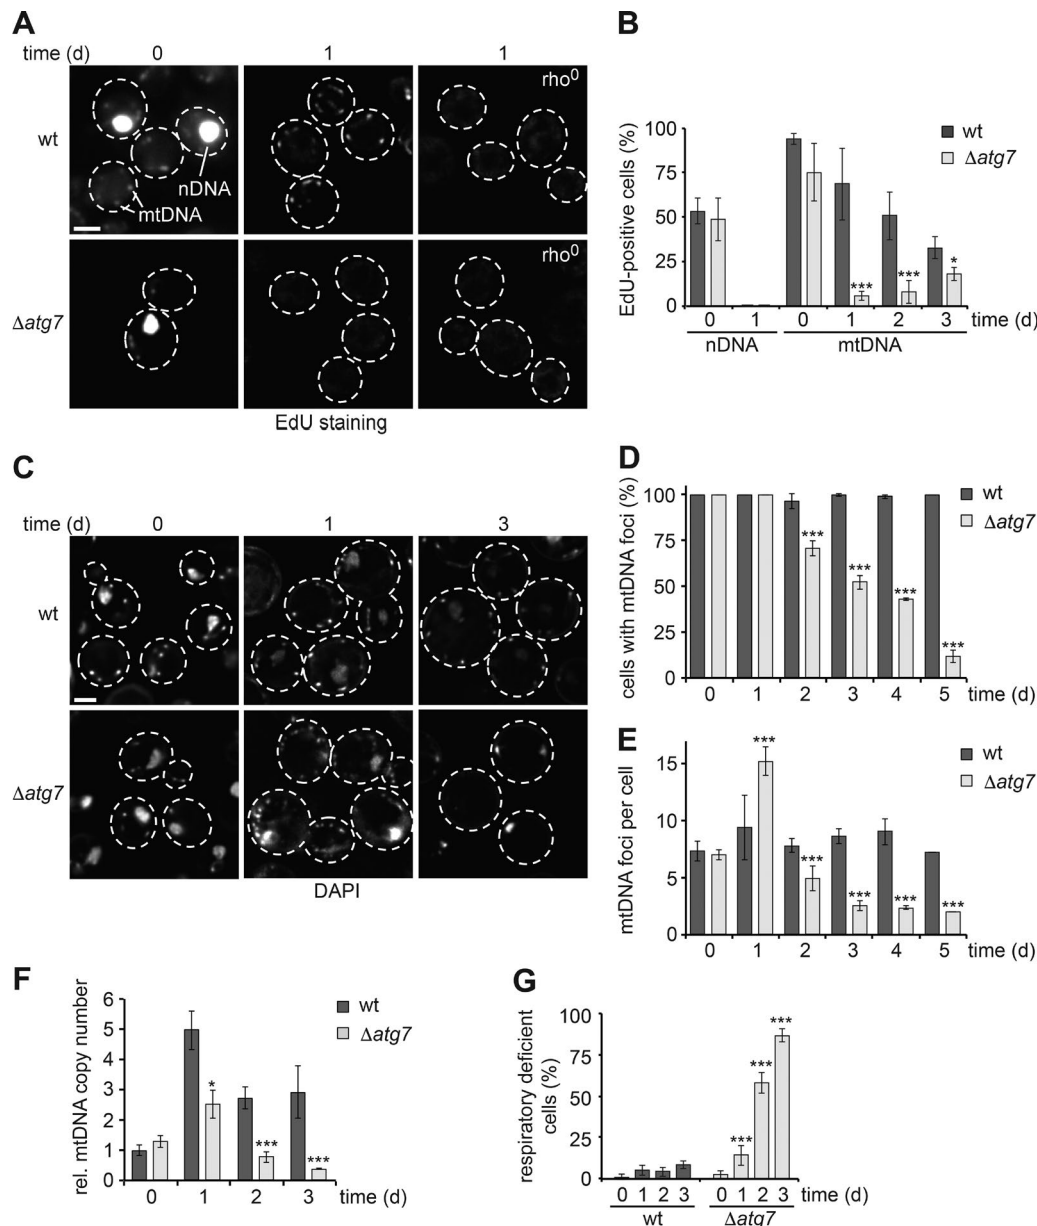 A
time (d) 0 1 1
wt
rho0
nDNA
mtDNA
Δatg7
rho0
EdU staining
B
EdU-positive cells (%)
100
75
50
25
0
wt
Δatg7
*** *** *
0 1 0 1 2 3 time (d)
nDNA mtDNA
C
time (d) 0 1 3
wt
Δatg7
DAPI
D
cells with mtDNA foci (%)
100
75
50
25
0
wt
Δatg7
*** *** *** ***
0 1 2 3 4 5 time (d)
E
mtDNA foci per cell
15
10
5
0
wt
Δatg7
*** *** *** *** ***
0 1 2 3 4 5 time (d)
F
rel. mtDNA copy number
6
5
4
3
2
1
0
wt
Δatg7
* *** ***
0 1 2 3 time (d)
G
respiratory deficient
cells (%)
100
75
50
25
0
*** *** ***
0 1 2 3 0 1 2 3 time (d)
wt Δatg7